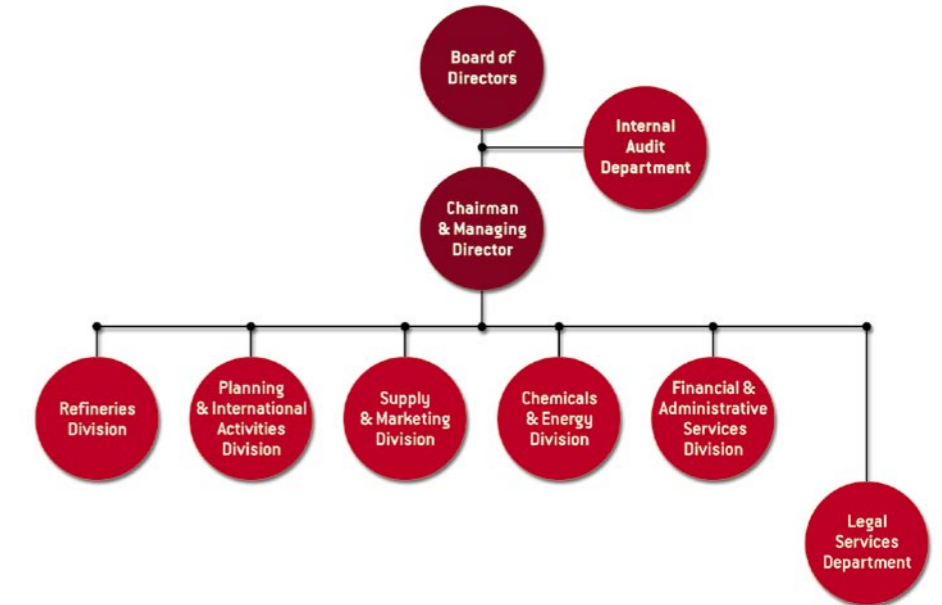 Board of
Directors
Internal
Audit
Department
Chairman
& Managing
Director
Refineries
Division
Planning
& International
Activities
Division
Supply
& Marketing
Division
Chemicals
& Energy
Division
Financial &
Administrative
Services
Division
Legal
Services
Department